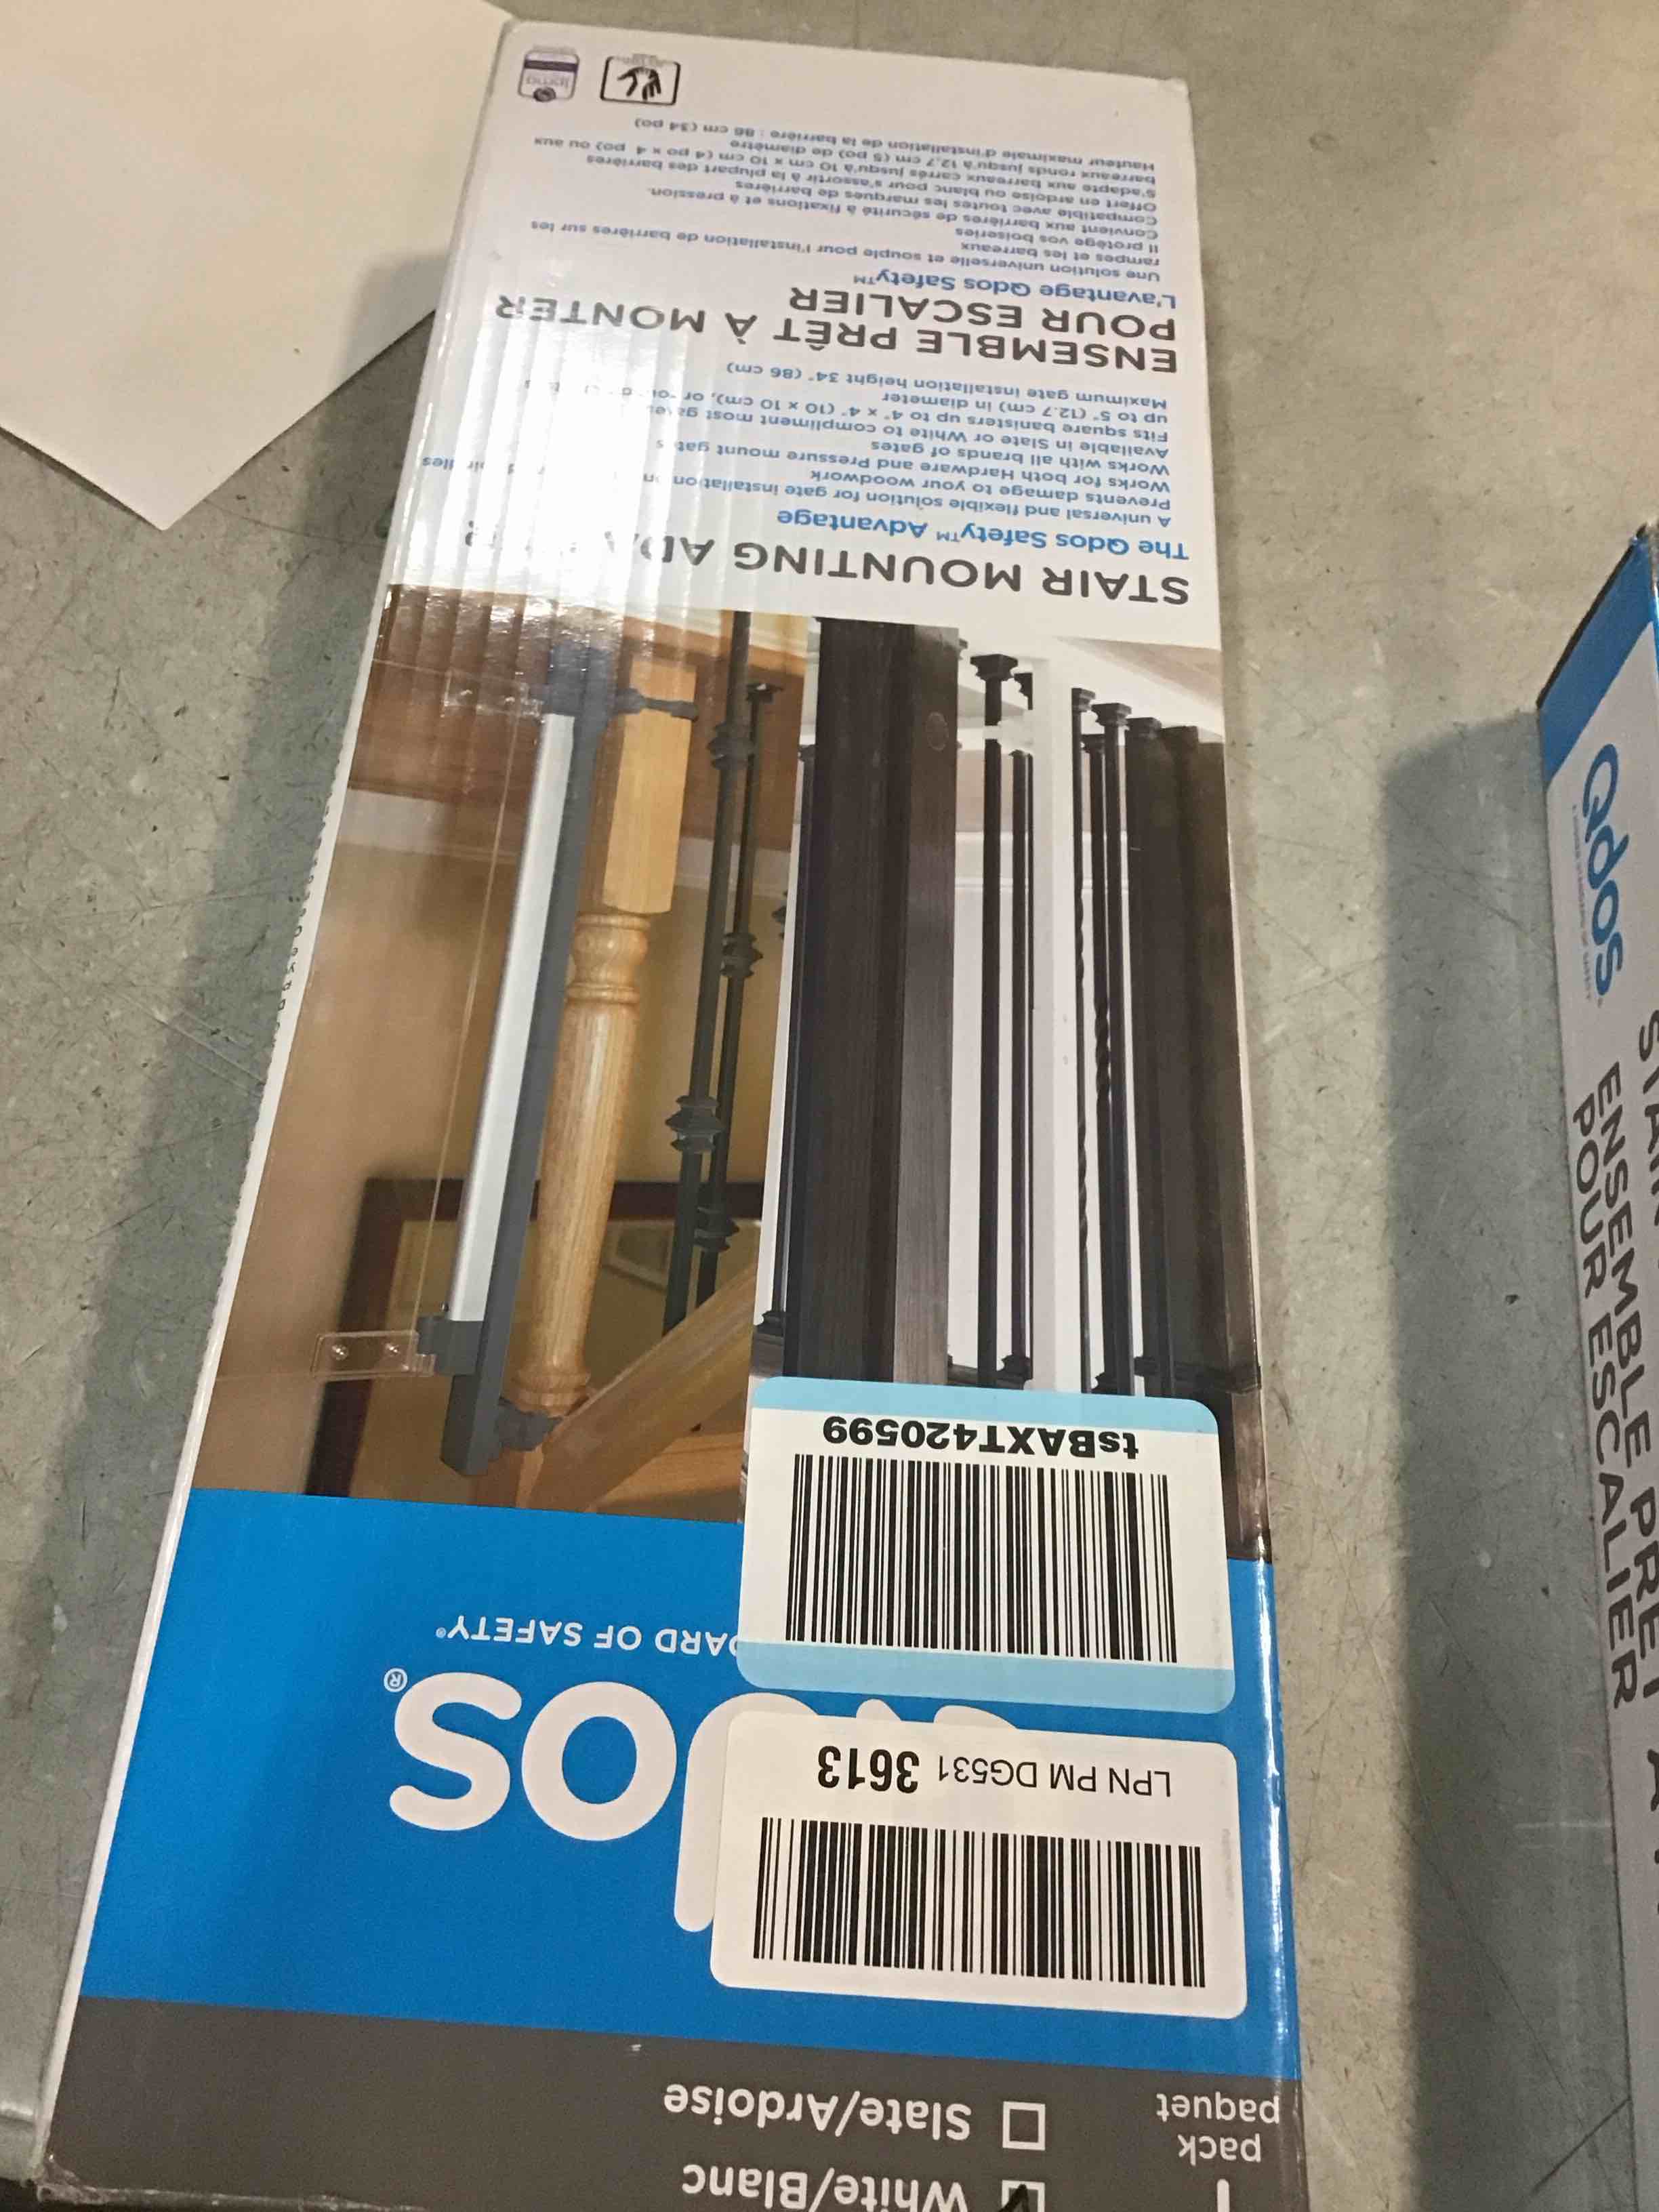 1
pack
paquet
White/Blanc
Slate/Ardoise
LPN PM DG531 3613
OS®
OF SAFETY®
tsBAXT420599
STAIR MOUNTING
The Qdos Safety™ Advantage
A universal and flexible solution for gate installation
Prevents damage to your woodwork
Works for both Hardware and Pressure mount
Works with all brands of gates
Available in Slate or White to compliment most
Fits square banisters up to 4" x 4" (10 x 10 cm), or
up to 5" (12.7 cm) in diameter
Maximum gate installation height 34" (86 cm)
ENSEMBLE PRÊT À MONTER
POUR ESCALIER
L'avantage Qdos Safety™
Une solution universelle et souple pour l'installation de barrières sur les
rampes et les barreaux
Il protège vos boiseries
Convient aux barrières de sécurité à fixations et à pression.
Compatible avec toutes les marques de barrières
Offert en ardoise ou blanc pour s'assortir à la plupart des barrières
S'adapte aux barreaux carrés jusqu'à 10 cm x 10 cm (4 po x 4 po) ou aux
barreaux ronds jusqu'à 12,7 cm (5 po) de diamètre
Hauteur maximale d'installation de la barrière : 86 cm (34 po)
Qdos
ENSEMBLE PRÊT À
POUR ESCALIER